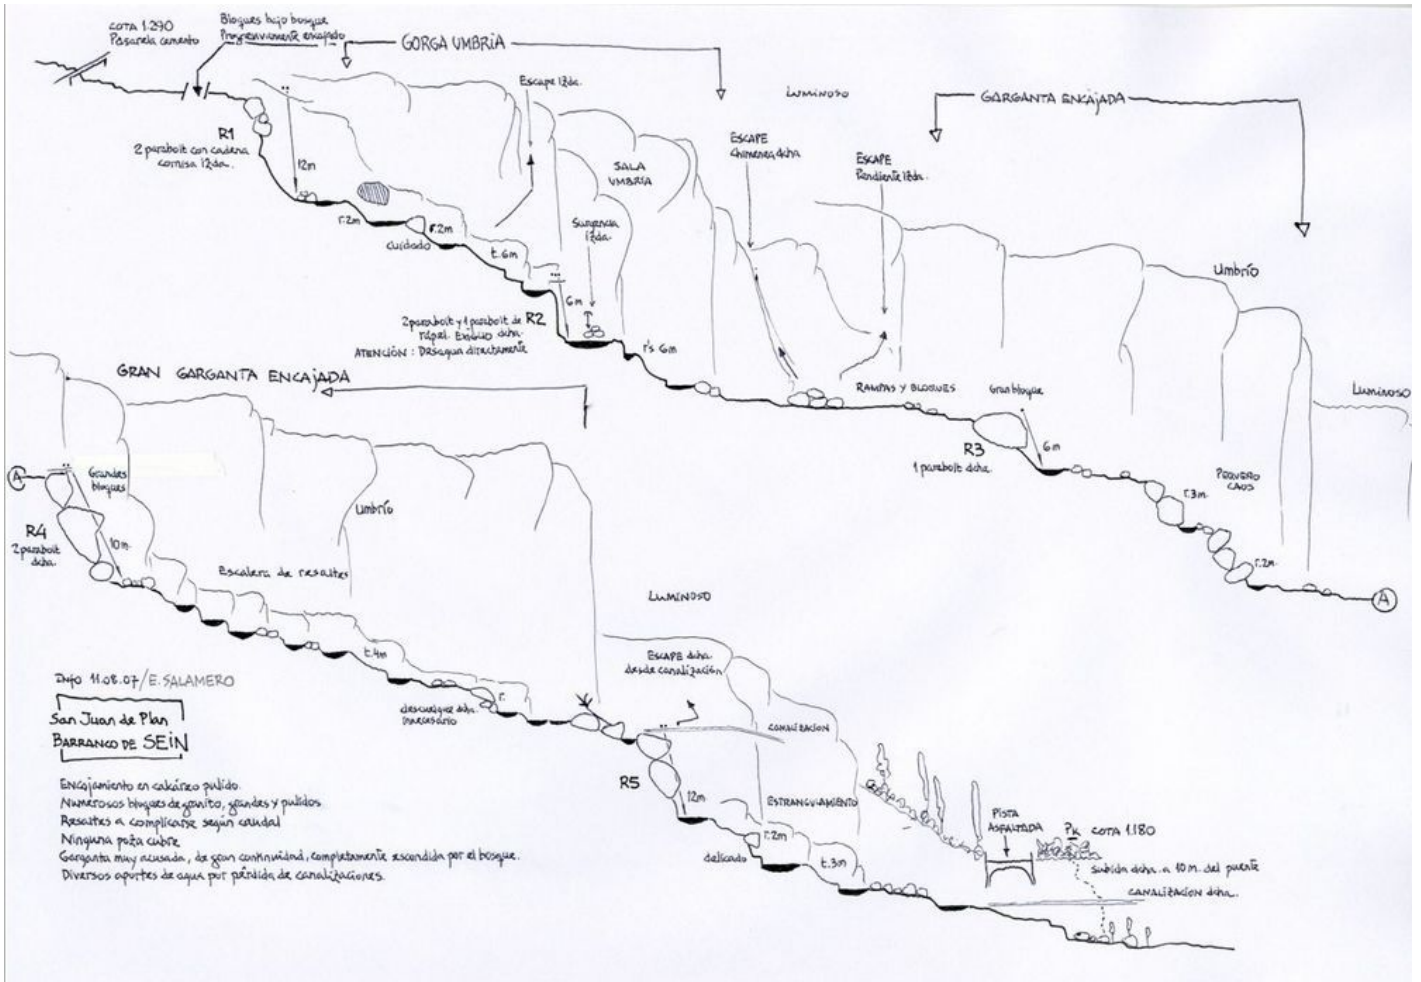 COTA 1.290
Pasarela cemento
Bloques bajo bosque
Progresivamente encajado
GORGA UMBRIA
Escape izda.
LUMINOSO
GARGANTA ENCAJADA
R1
2 parabolt con cadena
cornisa izda.
12m
r.2m
cuidado
r.2m
t.6m
SALA
UMBRIA
Surgencia
izda.
ESCAPE
Chimenea dcha
ESCAPE
Pendiente izda.
Umbrío
6m
2 parabolt y 1 parabolt de
R2
rápel. Exiguo dcha.
ATENCIÓN: Desagua directamente
r's 6m
RAMPAS Y BLOQUES
Gran bloque
Luminoso
R3
1 parabolt dcha.
6m
r.3m
PEQUEÑO
CAOS
r.2m
A
GRAN GARGANTA ENCAJADA
A
Grandes
bloques
R4
2 parabolt
dcha.
10m
Umbrío
Escalera de resaltes
LUMINOSO
t.4m
r.
descuelgue dcha.
innecesario
ESCAPE dcha.
desde canalización
CANALIZACION
R5
12m
ESTRANGULAMIENTO
r.2m
delicado
t.3m
PISTA
ASFALTADA
Pk COTA 1.180
Subida dcha. a 10 m. del puente
CANALIZACION dcha.
Info 11.08.07/E. SALAMERO
San Juan de Plan
BARRANCO DE SEIN
Encajamiento en calcáreo pulido.
Numerosos bloques de granito, grandes y pulidos
Resaltes a complicarse según caudal
Ninguna poza cubre
Garganta muy acusada, de gran continuidad, completamente escondida por el bosque.
Diversos aportes de agua por pérdida de canalizaciones.